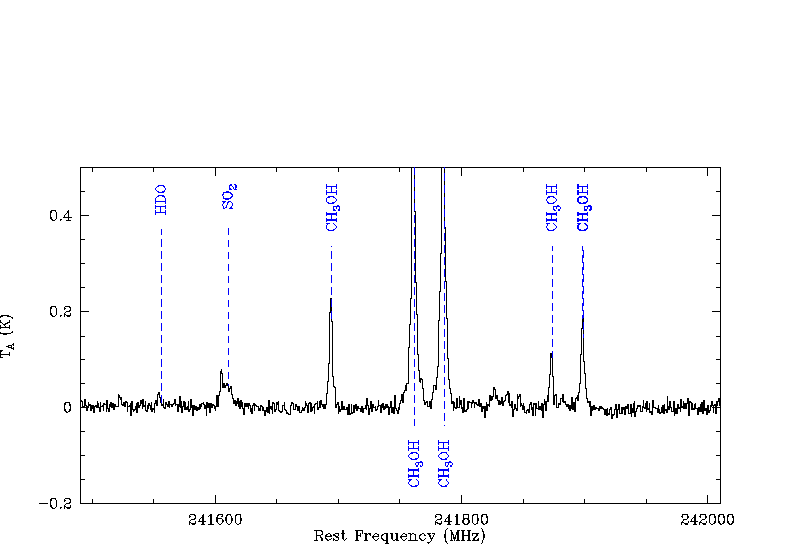 HDO
SO2
CH3OH
CH3OH
CH3OH
0.4
0.2
0
-0.2
TA (K)
CH3OH
CH3OH
241600
241800
242000
Rest Frequency (MHz)